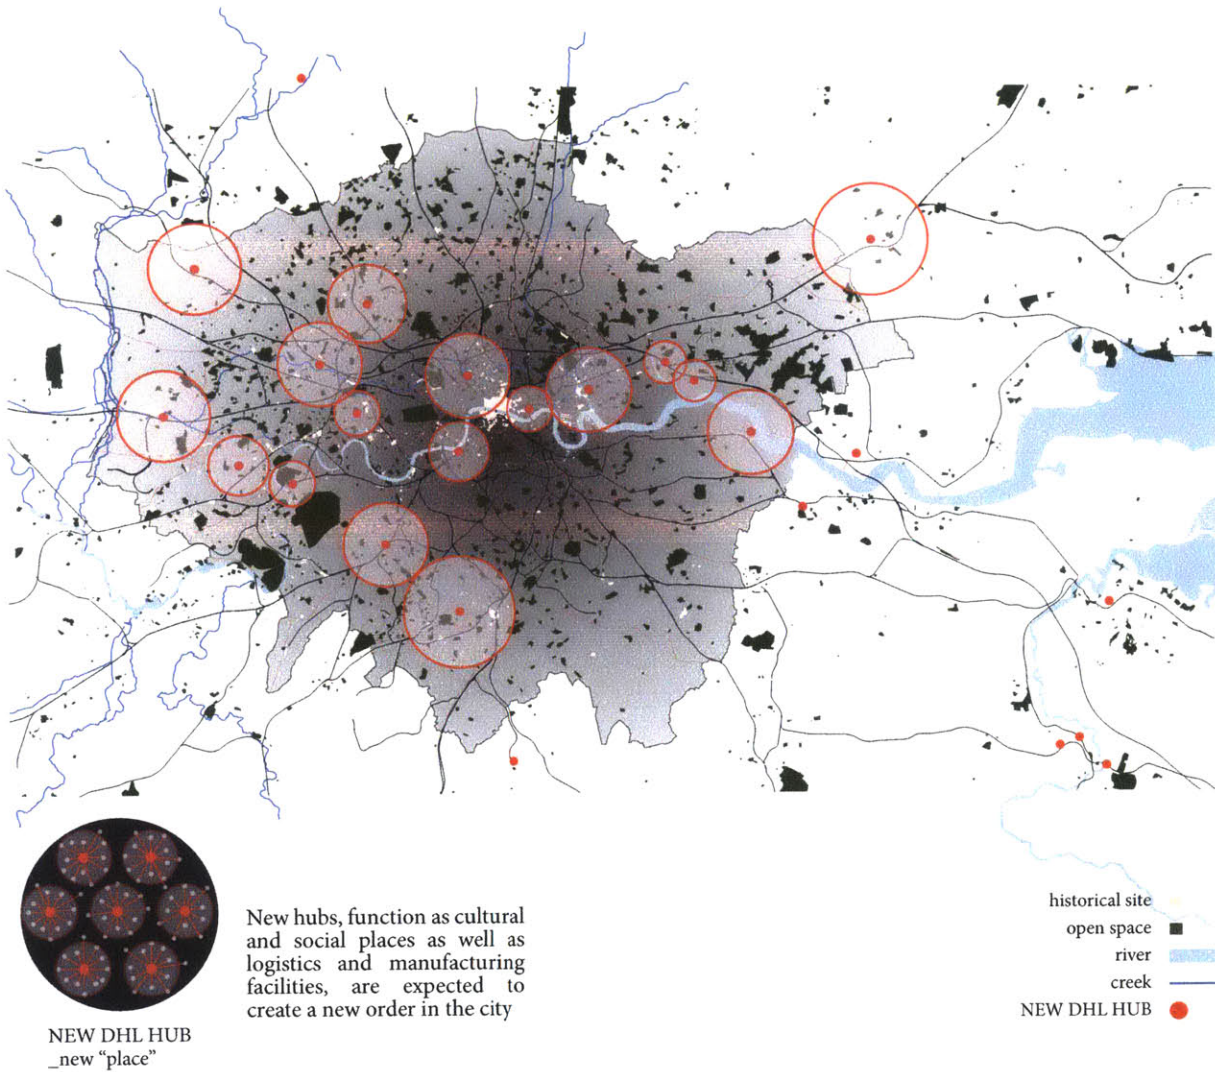 NEW DHL HUB
_new “place”
New hubs, function as cultural
and social places as well as
logistics and manufacturing
facilities, are expected to
create a new order in the city
historical site
open space
river
creek
NEW DHL HUB